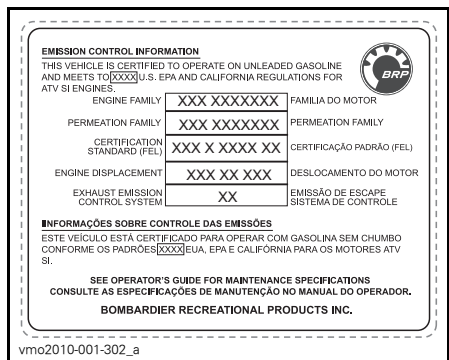 EMISSION CONTROL INFORMATION
THIS VEHICLE IS CERTIFIED TO OPERATE ON UNLEADED GASOLINE
AND MEETS TO XXXX U.S. EPA AND CALIFORNIA REGULATIONS FOR
ATV SI ENGINES.
BRP
ENGINE FAMILY XXX XXXXXXX FAMILIA DO MOTOR
PERMEATION FAMILY XXX XXXXXXX PERMEATION FAMILY
CERTIFICATION
STANDARD (FEL) XXX X XXXX XX CERTIFICAÇÃO PADRÃO (FEL)
ENGINE DISPLACEMENT XXX XX XXX DESLOCAMENTO DO MOTOR
EXHAUST EMISSION XX EMISSÃO DE ESCAPE
CONTROL SYSTEM SISTEMA DE CONTROLE
INFORMAÇÕES SOBRE CONTROLE DAS EMISSÕES
ESTE VEÍCULO ESTÁ CERTIFICADO PARA OPERAR COM GASOLINA SEM CHUMBO
CONFORME OS PADRÕES XXXX EUA, EPA E CALIFÓRNIA PARA OS MOTORES ATV
SI.
SEE OPERATOR'S GUIDE FOR MAINTENANCE SPECIFICATIONS
CONSULTE AS ESPECIFICAÇÕES DE MANUTENÇÃO NO MANUAL DO OPERADOR.
BOMBARDIER RECREATIONAL PRODUCTS INC.
vmo2010-001-302_a